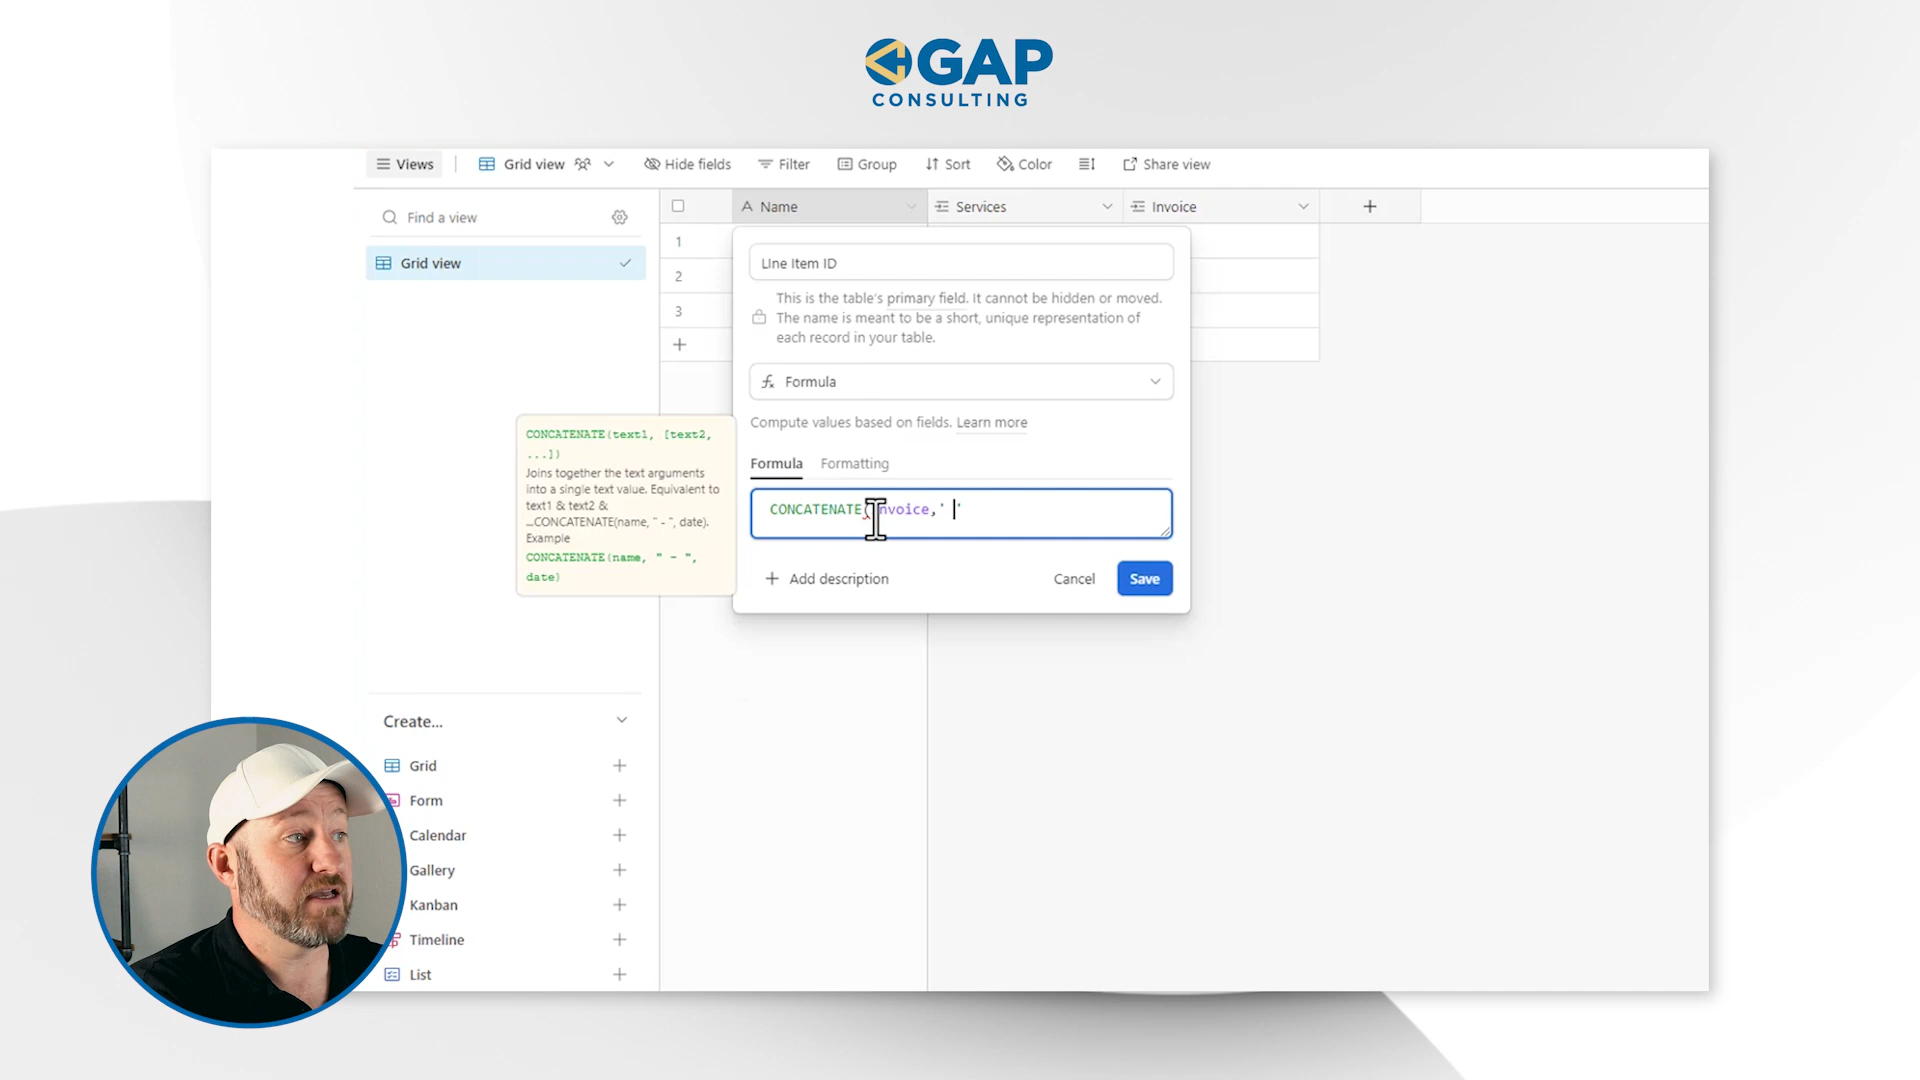 GAP
CONSULTING
Views
Grid view
Hide fields
Filter
Group
Sort
Color
Share view
Find a view
Grid view
Name
Services
Invoice
1
2
3
LIne Item ID
This is the table's primary field. It cannot be hidden or moved.
The name is meant to be a short, unique representation of
each record in your table.
Formula
Compute values based on fields. Learn more
Formula Formatting
CONCATENATE(text1, [text2,
...])
Joins together the text arguments
into a single text value. Equivalent to
text1 & text2 &
...CONCATENATE(name, " - ", date).
Example
CONCATENATE(name, " - ",
date)
CONCATENATE(Invoice,' '
Add description
Cancel
Save
Create...
Grid
Form
Calendar
Gallery
Kanban
Timeline
List